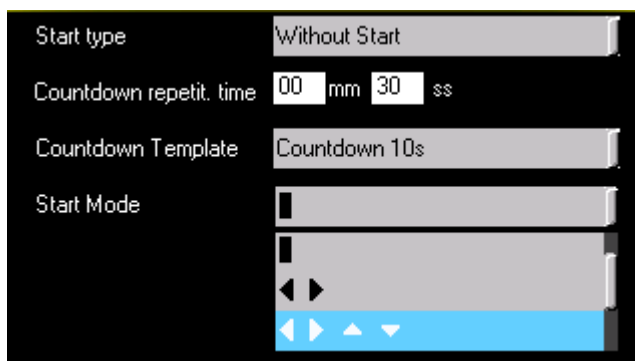 Start type Without Start
Countdown repetit. time 00 mm 30 ss
Countdown Template Countdown 10s
Start Mode